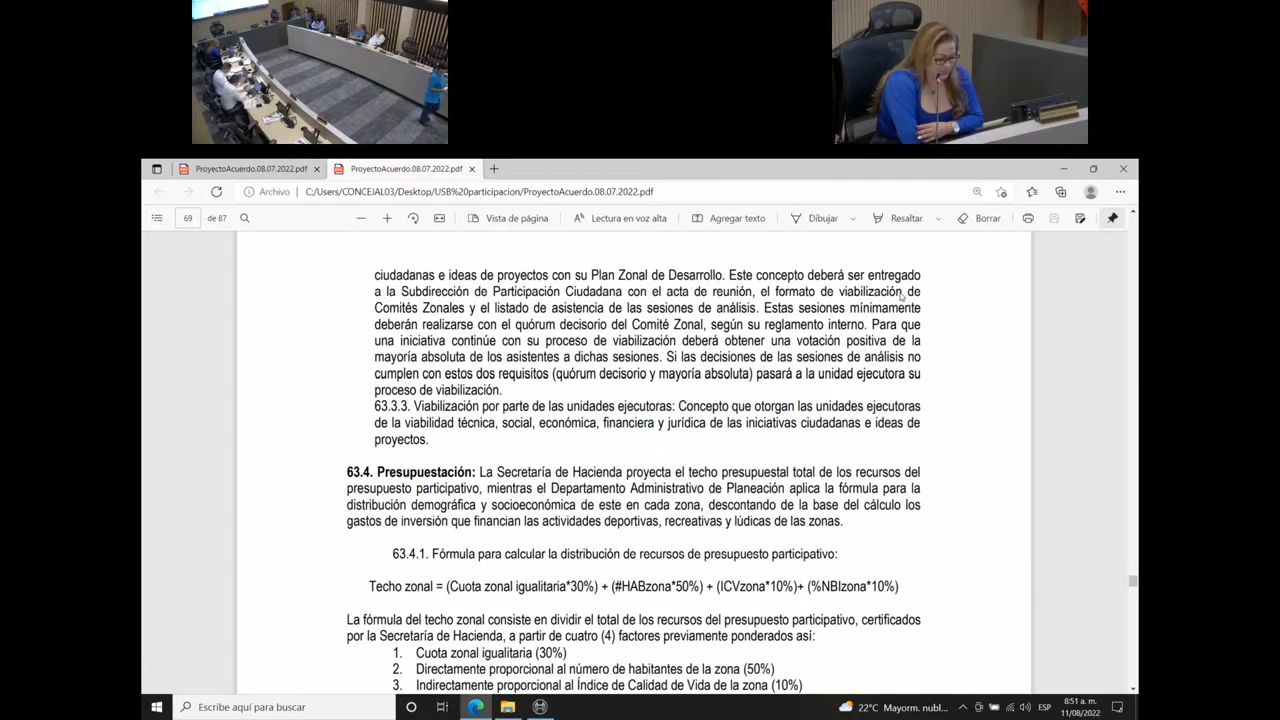 ProyectoAcuerdo.08.07.2022.pdf
ProyectoAcuerdo.08.07.2022.pdf
Archivo C:/Users/CONCEJAL03/Desktop/USB%20participacion/ProyectoAcuerdo.08.07.2022.pdf
69 de 87 Vista de página Lectura en voz alta Agregar texto Dibujar Resaltar Borrar
ciudadanas e ideas de proyectos con su Plan Zonal de Desarrollo. Este concepto deberá ser entregado
a la Subdirección de Participación Ciudadana con el acta de reunión, el formato de viabilización de
Comités Zonales y el listado de asistencia de las sesiones de análisis. Estas sesiones mínimamente
deberán realizarse con el quórum decisorio del Comité Zonal, según su reglamento interno. Para que
una iniciativa continúe con su proceso de viabilización deberá obtener una votación positiva de la
mayoría absoluta de los asistentes a dichas sesiones. Si las decisiones de las sesiones de análisis no
cumplen con estos dos requisitos (quórum decisorio y mayoría absoluta) pasará a la unidad ejecutora su
proceso de viabilización.
63.3.3. Viabilización por parte de las unidades ejecutoras: Concepto que otorgan las unidades ejecutoras
de la viabilidad técnica, social, económica, financiera y jurídica de las iniciativas ciudadanas e ideas de
proyectos.
63.4. Presupuestación: La Secretaría de Hacienda proyecta el techo presupuestal total de los recursos del
presupuesto participativo, mientras el Departamento Administrativo de Planeación aplica la fórmula para la
distribución demográfica y socioeconómica de este en cada zona, descontando de la base del cálculo los
gastos de inversión que financian las actividades deportivas, recreativas y lúdicas de las zonas.
63.4.1. Fórmula para calcular la distribución de recursos de presupuesto participativo:
Techo zonal = (Cuota zonal igualitaria*30%) + (#HABzona*50%) + (ICVzona*10%)+ (%NBIzona*10%)
La fórmula del techo zonal consiste en dividir el total de los recursos del presupuesto participativo, certificados
por la Secretaría de Hacienda, a partir de cuatro (4) factores previamente ponderados así:
1. Cuota zonal igualitaria (30%)
2. Directamente proporcional al número de habitantes de la zona (50%)
3. Indirectamente proporcional al Índice de Calidad de Vida de la zona (10%)
Escribe aquí para buscar 22°C Mayorm. nubl... ESP 8:51 a. m.
11/08/2022